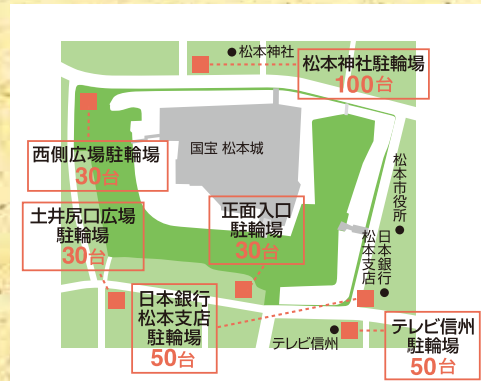 松本神社
松本神社駐輪場
100台
西側広場駐輪場
30台
国宝 松本城
松本市役所
土井尻口広場
駐輪場
30台
正面入口
駐輪場
30台
日本銀行
松本支店
日本銀行
松本支店
駐輪場
50台
テレビ信州
テレビ信州
駐輪場
50台